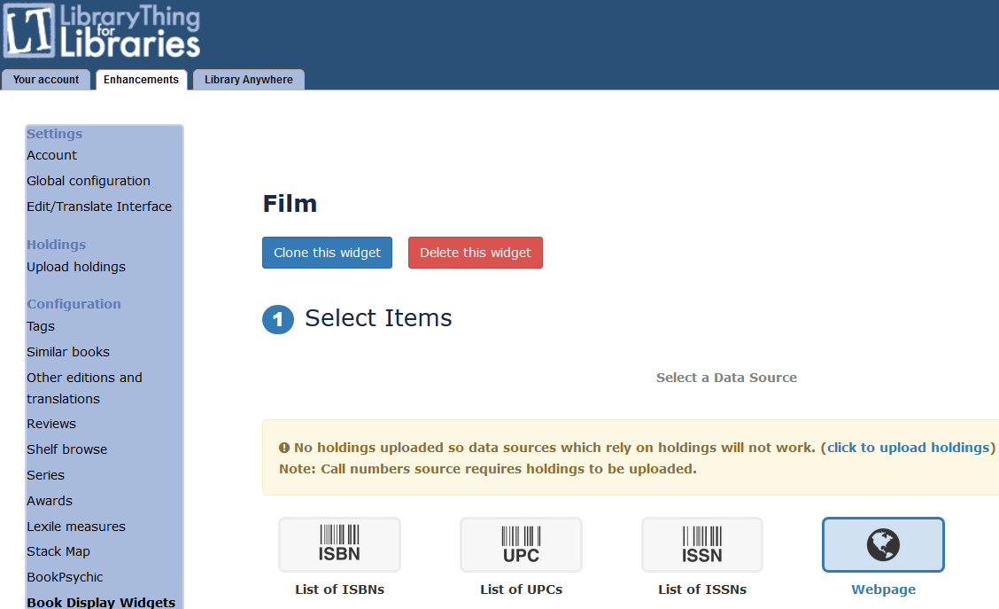 LT LibraryThing
for
Libraries
Your account
Enhancements
Library Anywhere
Settings
Account
Global configuration
Edit/Translate Interface
Holdings
Upload holdings
Configuration
Tags
Similar books
Other editions and
translations
Reviews
Shelf browse
Series
Awards
Lexile measures
Stack Map
BookPsychic
Book Display Widgets
Film
Clone this widget
Delete this widget
1 Select Items
Select a Data Source
No holdings uploaded so data sources which rely on holdings will not work. (click to upload holdings)
Note: Call numbers source requires holdings to be uploaded.
ISBN
UPC
ISSN
List of ISBNs
List of UPCs
List of ISSNs
Webpage